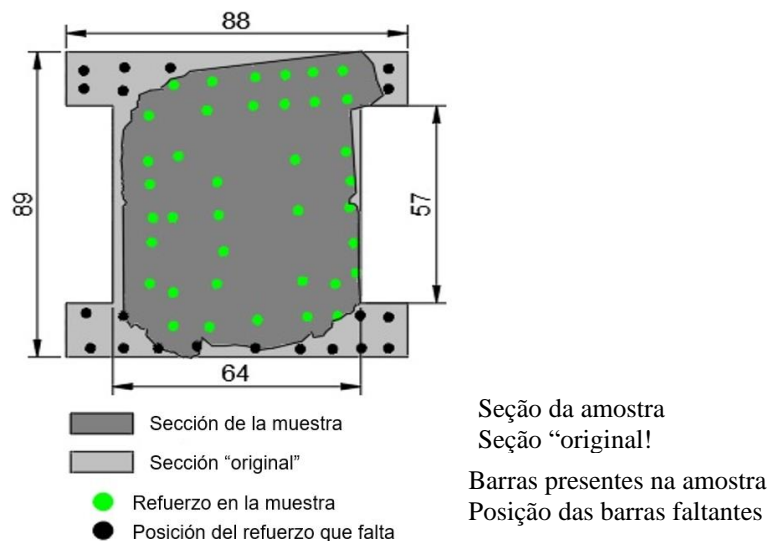 88
89
57
64
Sección de la muestra
Sección “original”
Refuerzo en la muestra
Posición del refuerzo que falta
Seção da amostra
Seção “original!
Barras presentes na amostra
Posição das barras faltantes